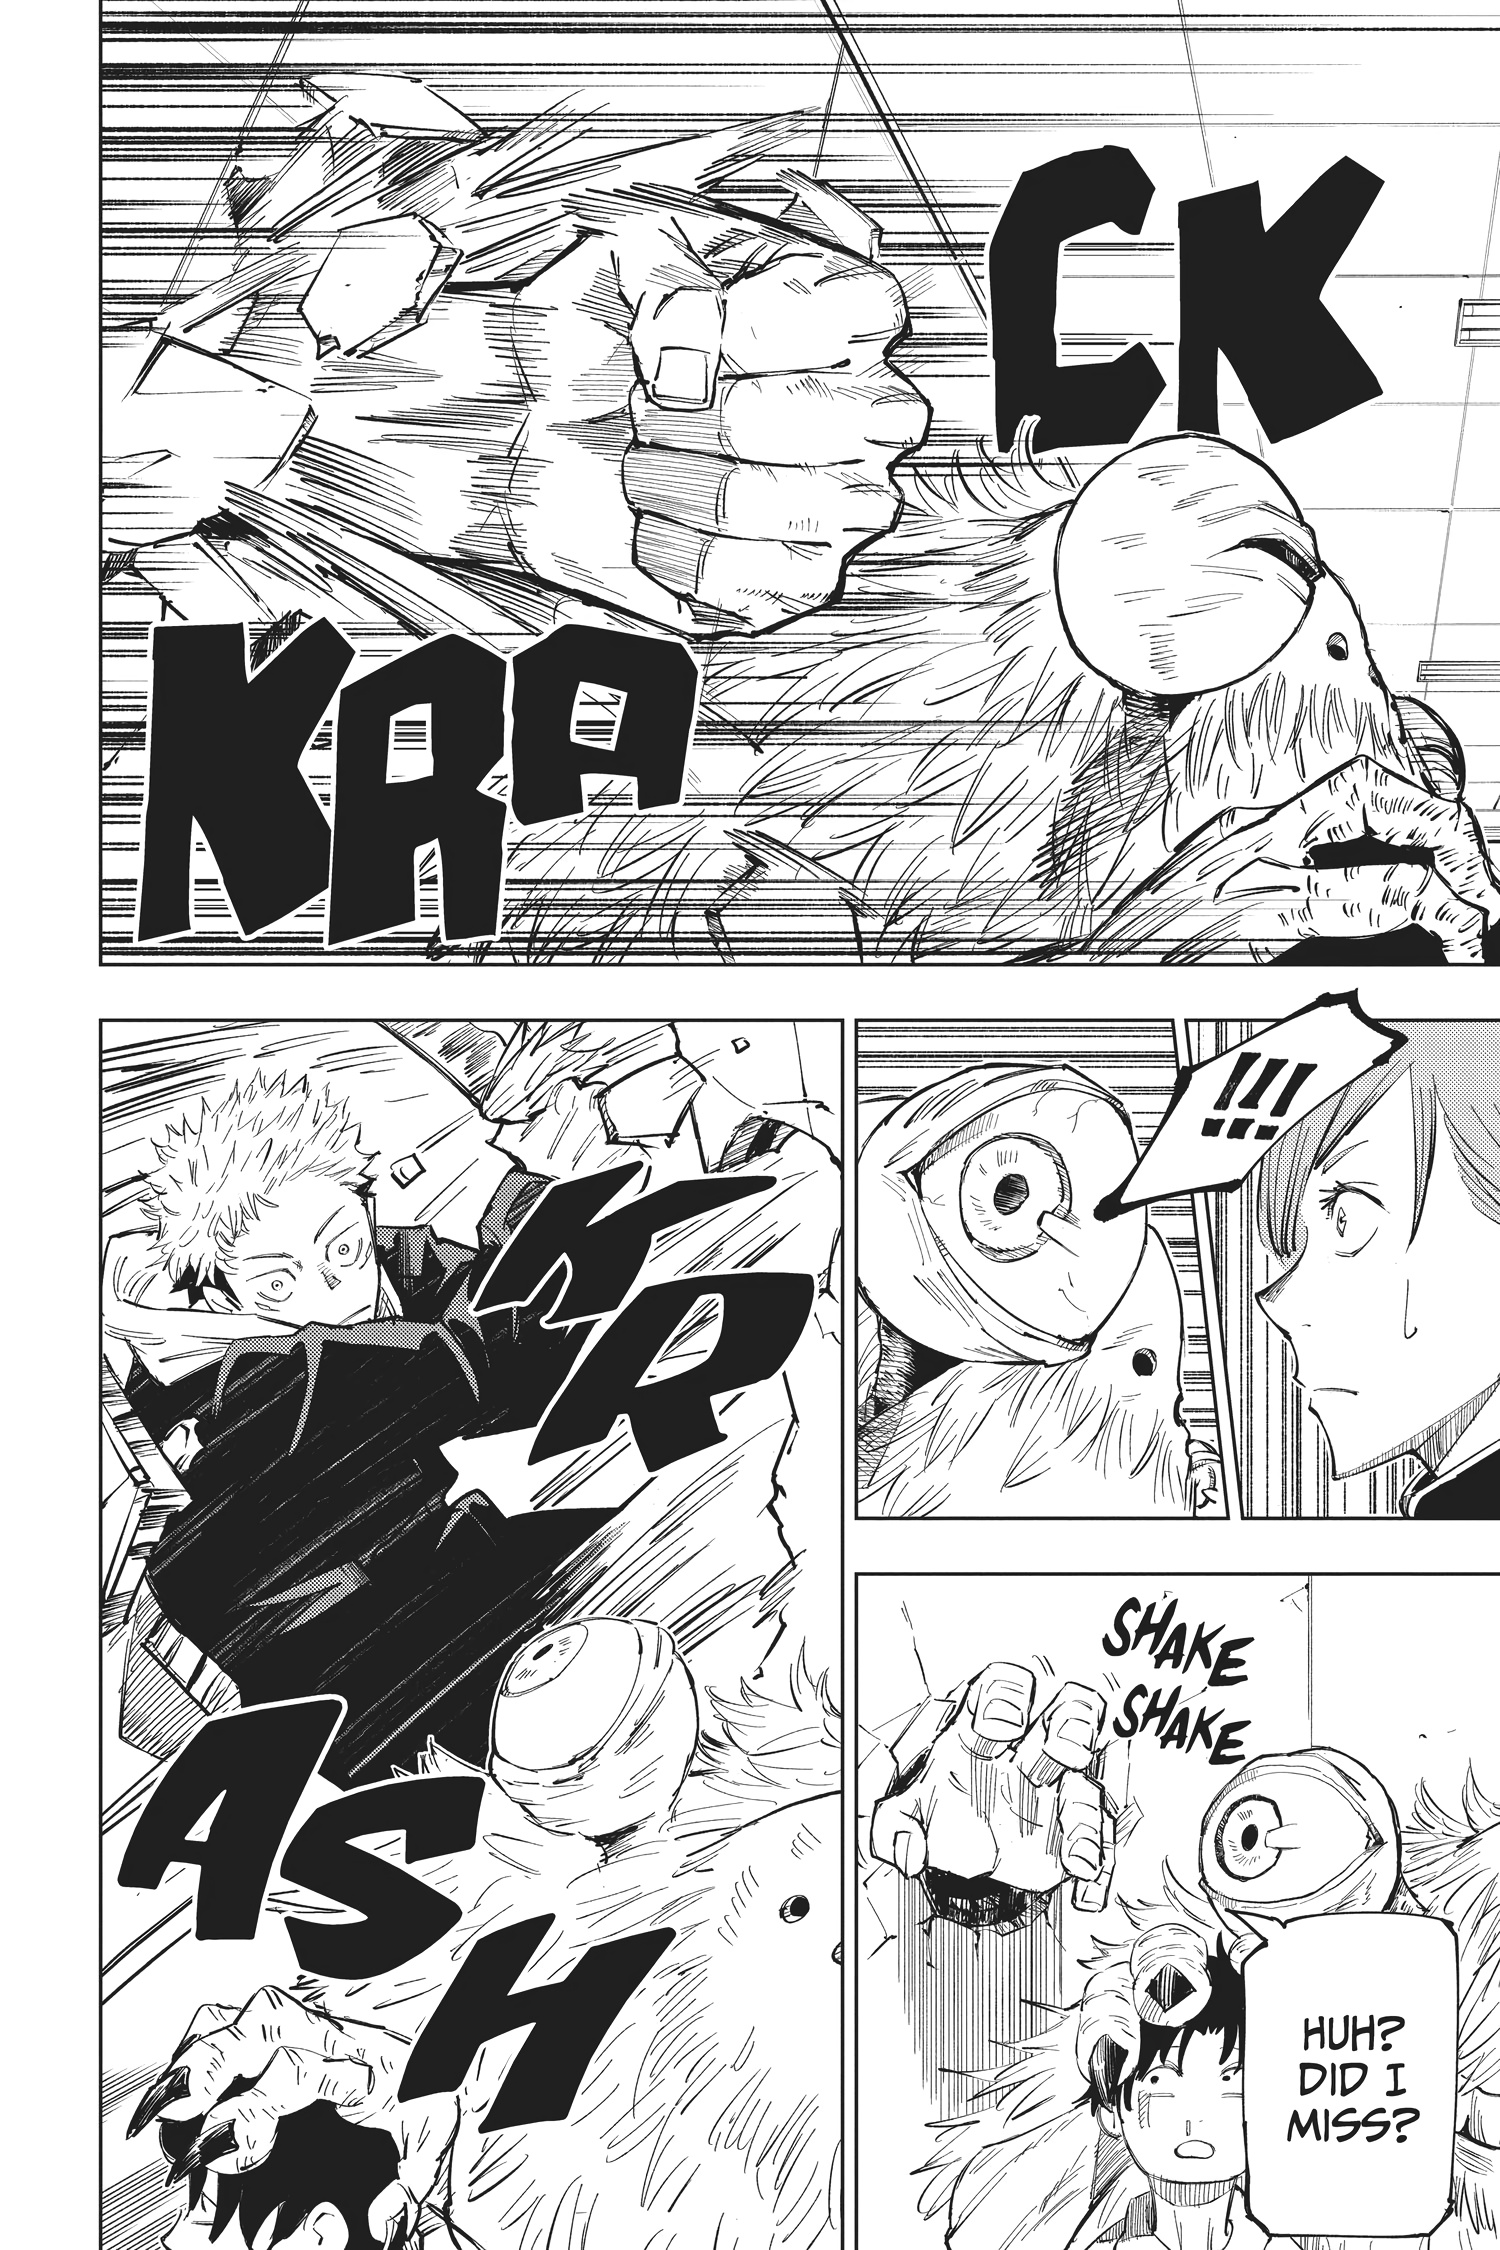 KRA
CK
!!!
SHAKE
SHAKE
HUH?
DID I
MISS?
KR
ASH